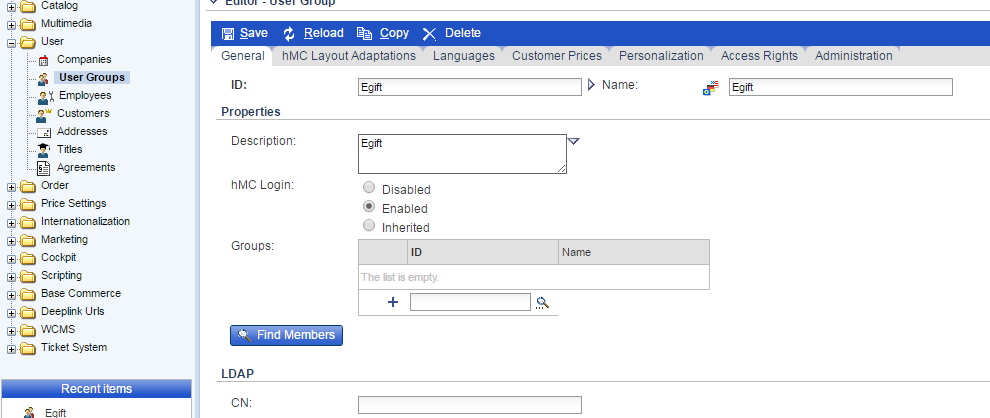 Catalog
Multimedia
User
Companies
User Groups
Employees
Customers
Addresses
Titles
Agreements
Order
Price Settings
Internationalization
Marketing
Cockpit
Scripting
Base Commerce
Deeplink Urls
WCMS
Ticket System
Recent items
Egift
Editor - User Group
Save Reload Copy Delete
General hMC Layout Adaptations Languages Customer Prices Personalization Access Rights Administration
ID: Egift Name: Egift
Properties
Description: Egift
hMC Login: Disabled
Enabled
Inherited
Groups: ID Name
The list is empty.
Find Members
LDAP
CN: